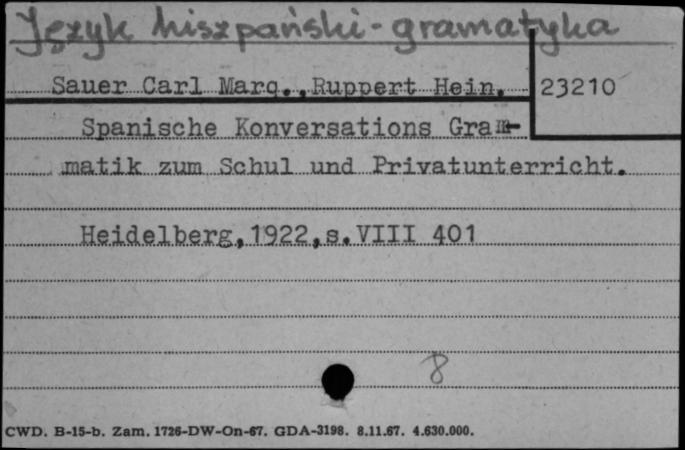 Język hiszpański - gramatyka
Sauer Carl Marq., Ruppert Hein. 23210
Spanische Konversations Gram-
matik zum Schul und Privatunterricht.
Heidelberg, 1922, s. VIII 401
8
CWD. B-15-b. Zam. 1726-DW-On-67. GDA-3198. 8.11.67. 4.630.000.